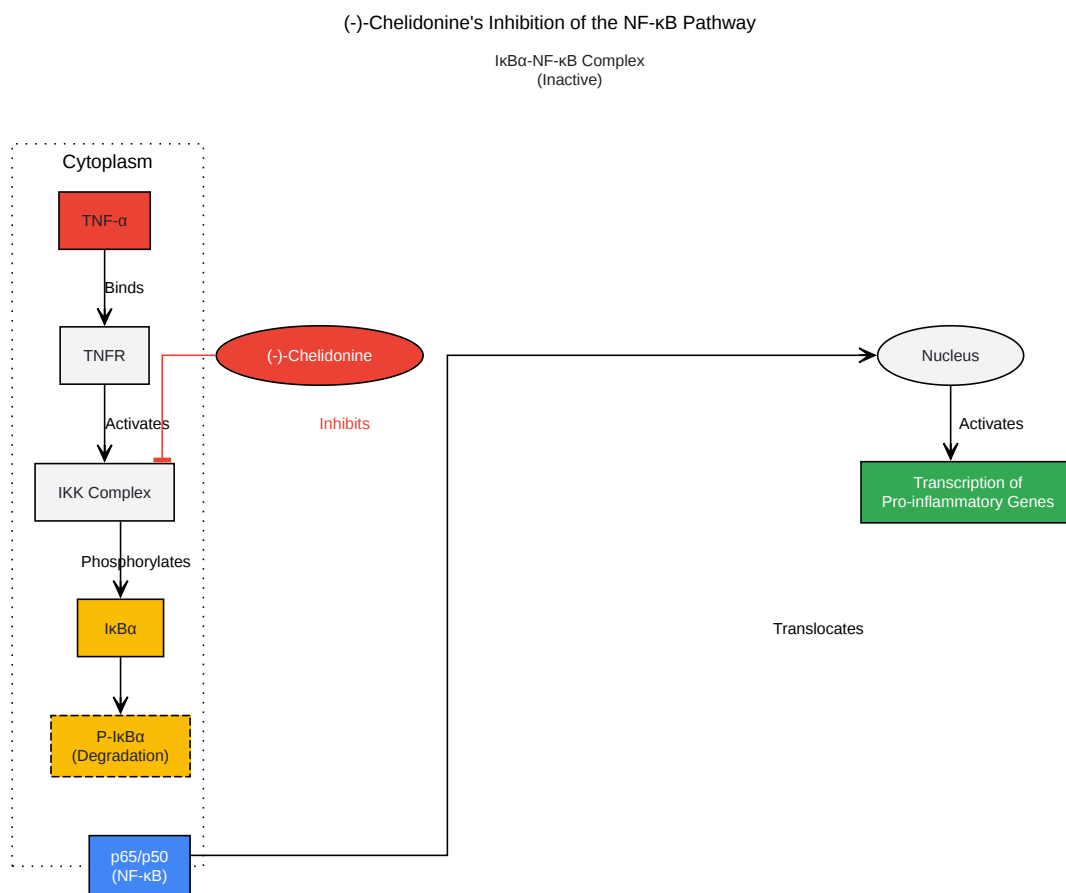 (-)-Chelidonine's Inhibition of the NF-κB Pathway
IκBα-NF-κB Complex
(Inactive)
Cytoplasm
TNF-α
Binds
TNFR
(-)-Chelidonine
Nucleus
Activates
Inhibits
Activates
IKK Complex
Transcription of
Pro-inflammatory Genes
Phosphorylates
IκBα
Translocates
P-IκBα
(Degradation)
p65/p50
(NF-κB)